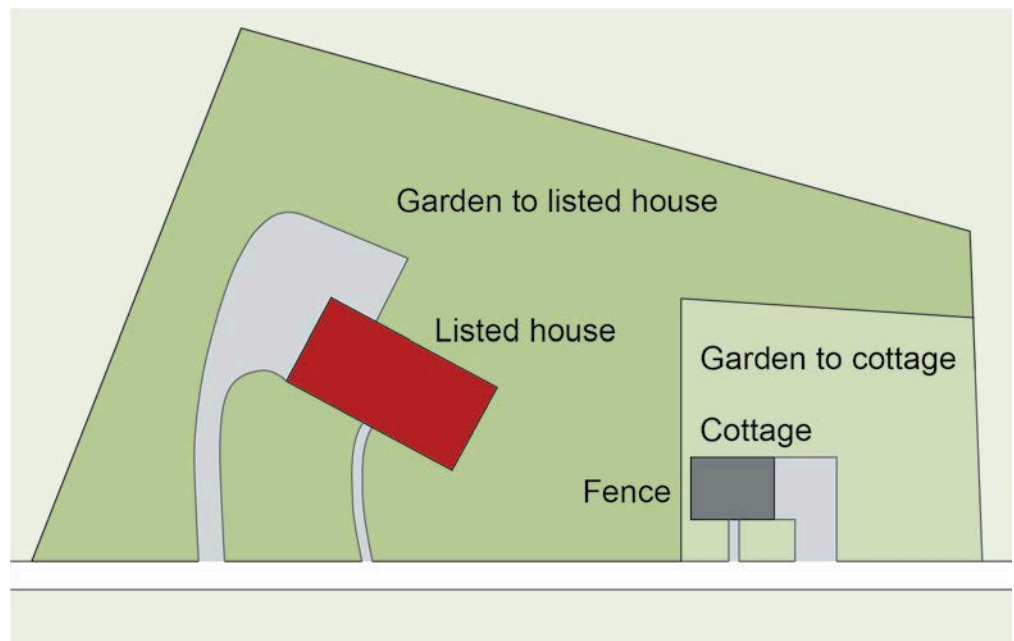 Garden to listed house
Listed house
Garden to cottage
Cottage
Fence